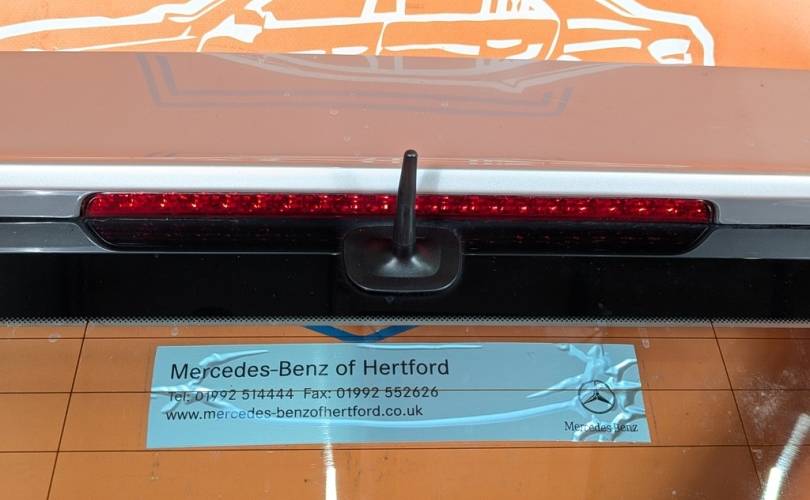 Mercedes-Benz of Hertford
Tel: 01992 514444 Fax: 01992 552626
www.mercedes-benzofhertford.co.uk
Mercedes-Benz